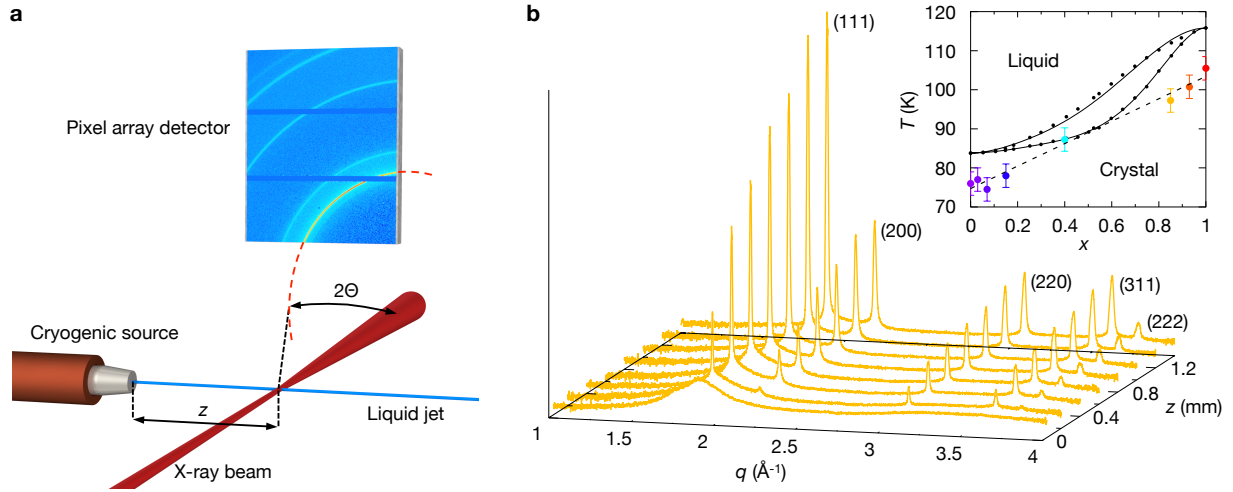 a
Pixel array detector
2Θ
Cryogenic source
z
Liquid jet
X-ray beam
b
(111)
(200)
(220)
(311)
(222)
1
1.5
2
2.5
3
3.5
4
q (Å⁻¹)
0
0.4
0.8
1.2
z (mm)
120
110
100
90
80
70
T (K)
Liquid
Crystal
0
0.2
0.4
0.6
0.8
1
x